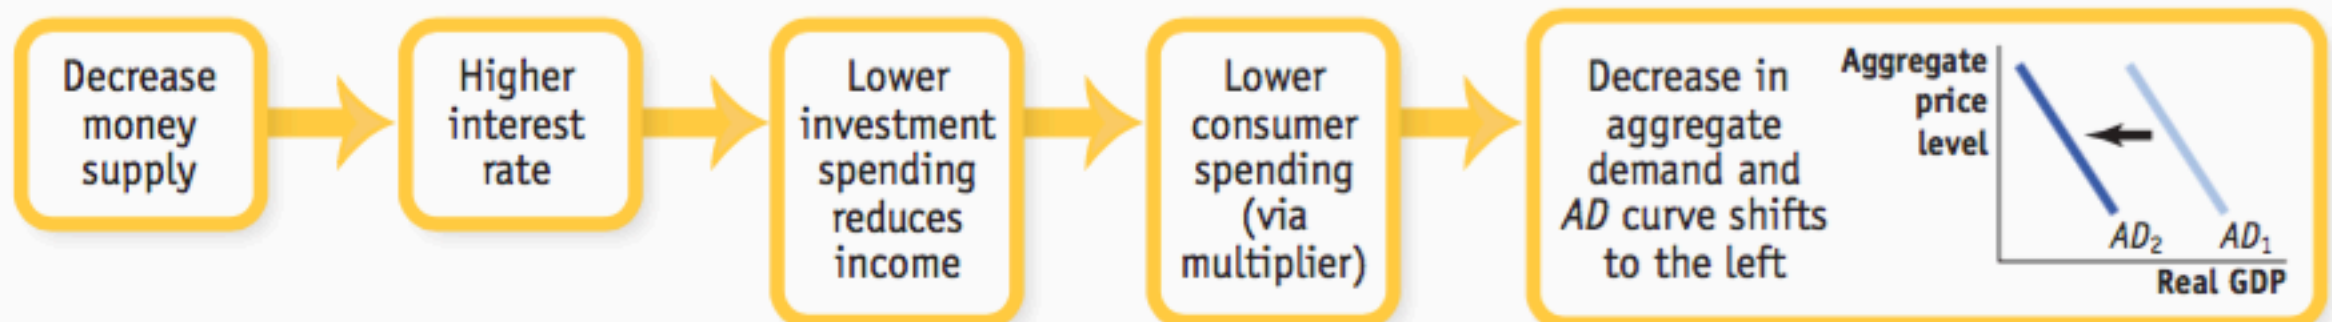 Decrease
money
supply
Higher
interest
rate
Lower
investment
spending
reduces
income
Lower
consumer
spending
(via
multiplier)
Decrease in
aggregate
demand and
AD curve shifts
to the left
Aggregate
price
level
AD₂
AD₁
Real GDP